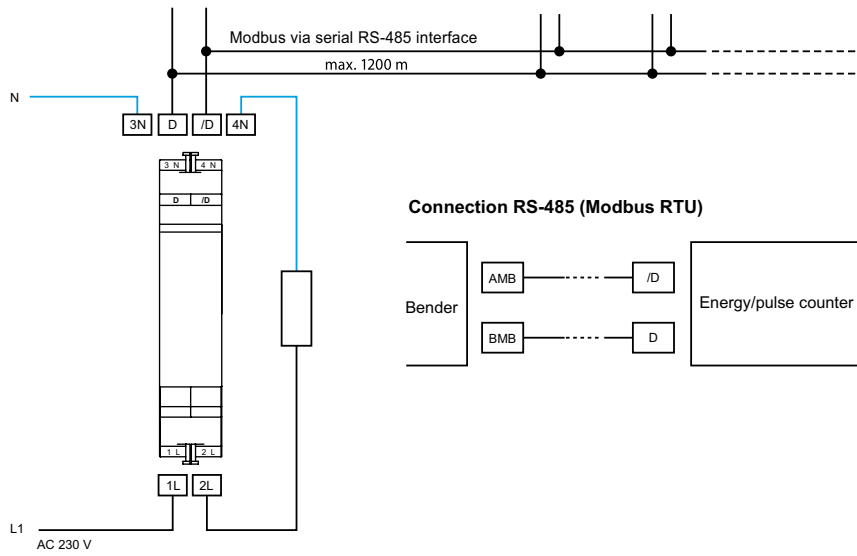 Modbus via serial RS-485 interface
max. 1200 m
N
3N D /D 4N
3 N 4 N
D /D
Connection RS-485 (Modbus RTU)
AMB /D
Bender Energy/pulse counter
BMB D
1 L 2 L
1L 2L
L1
AC 230 V